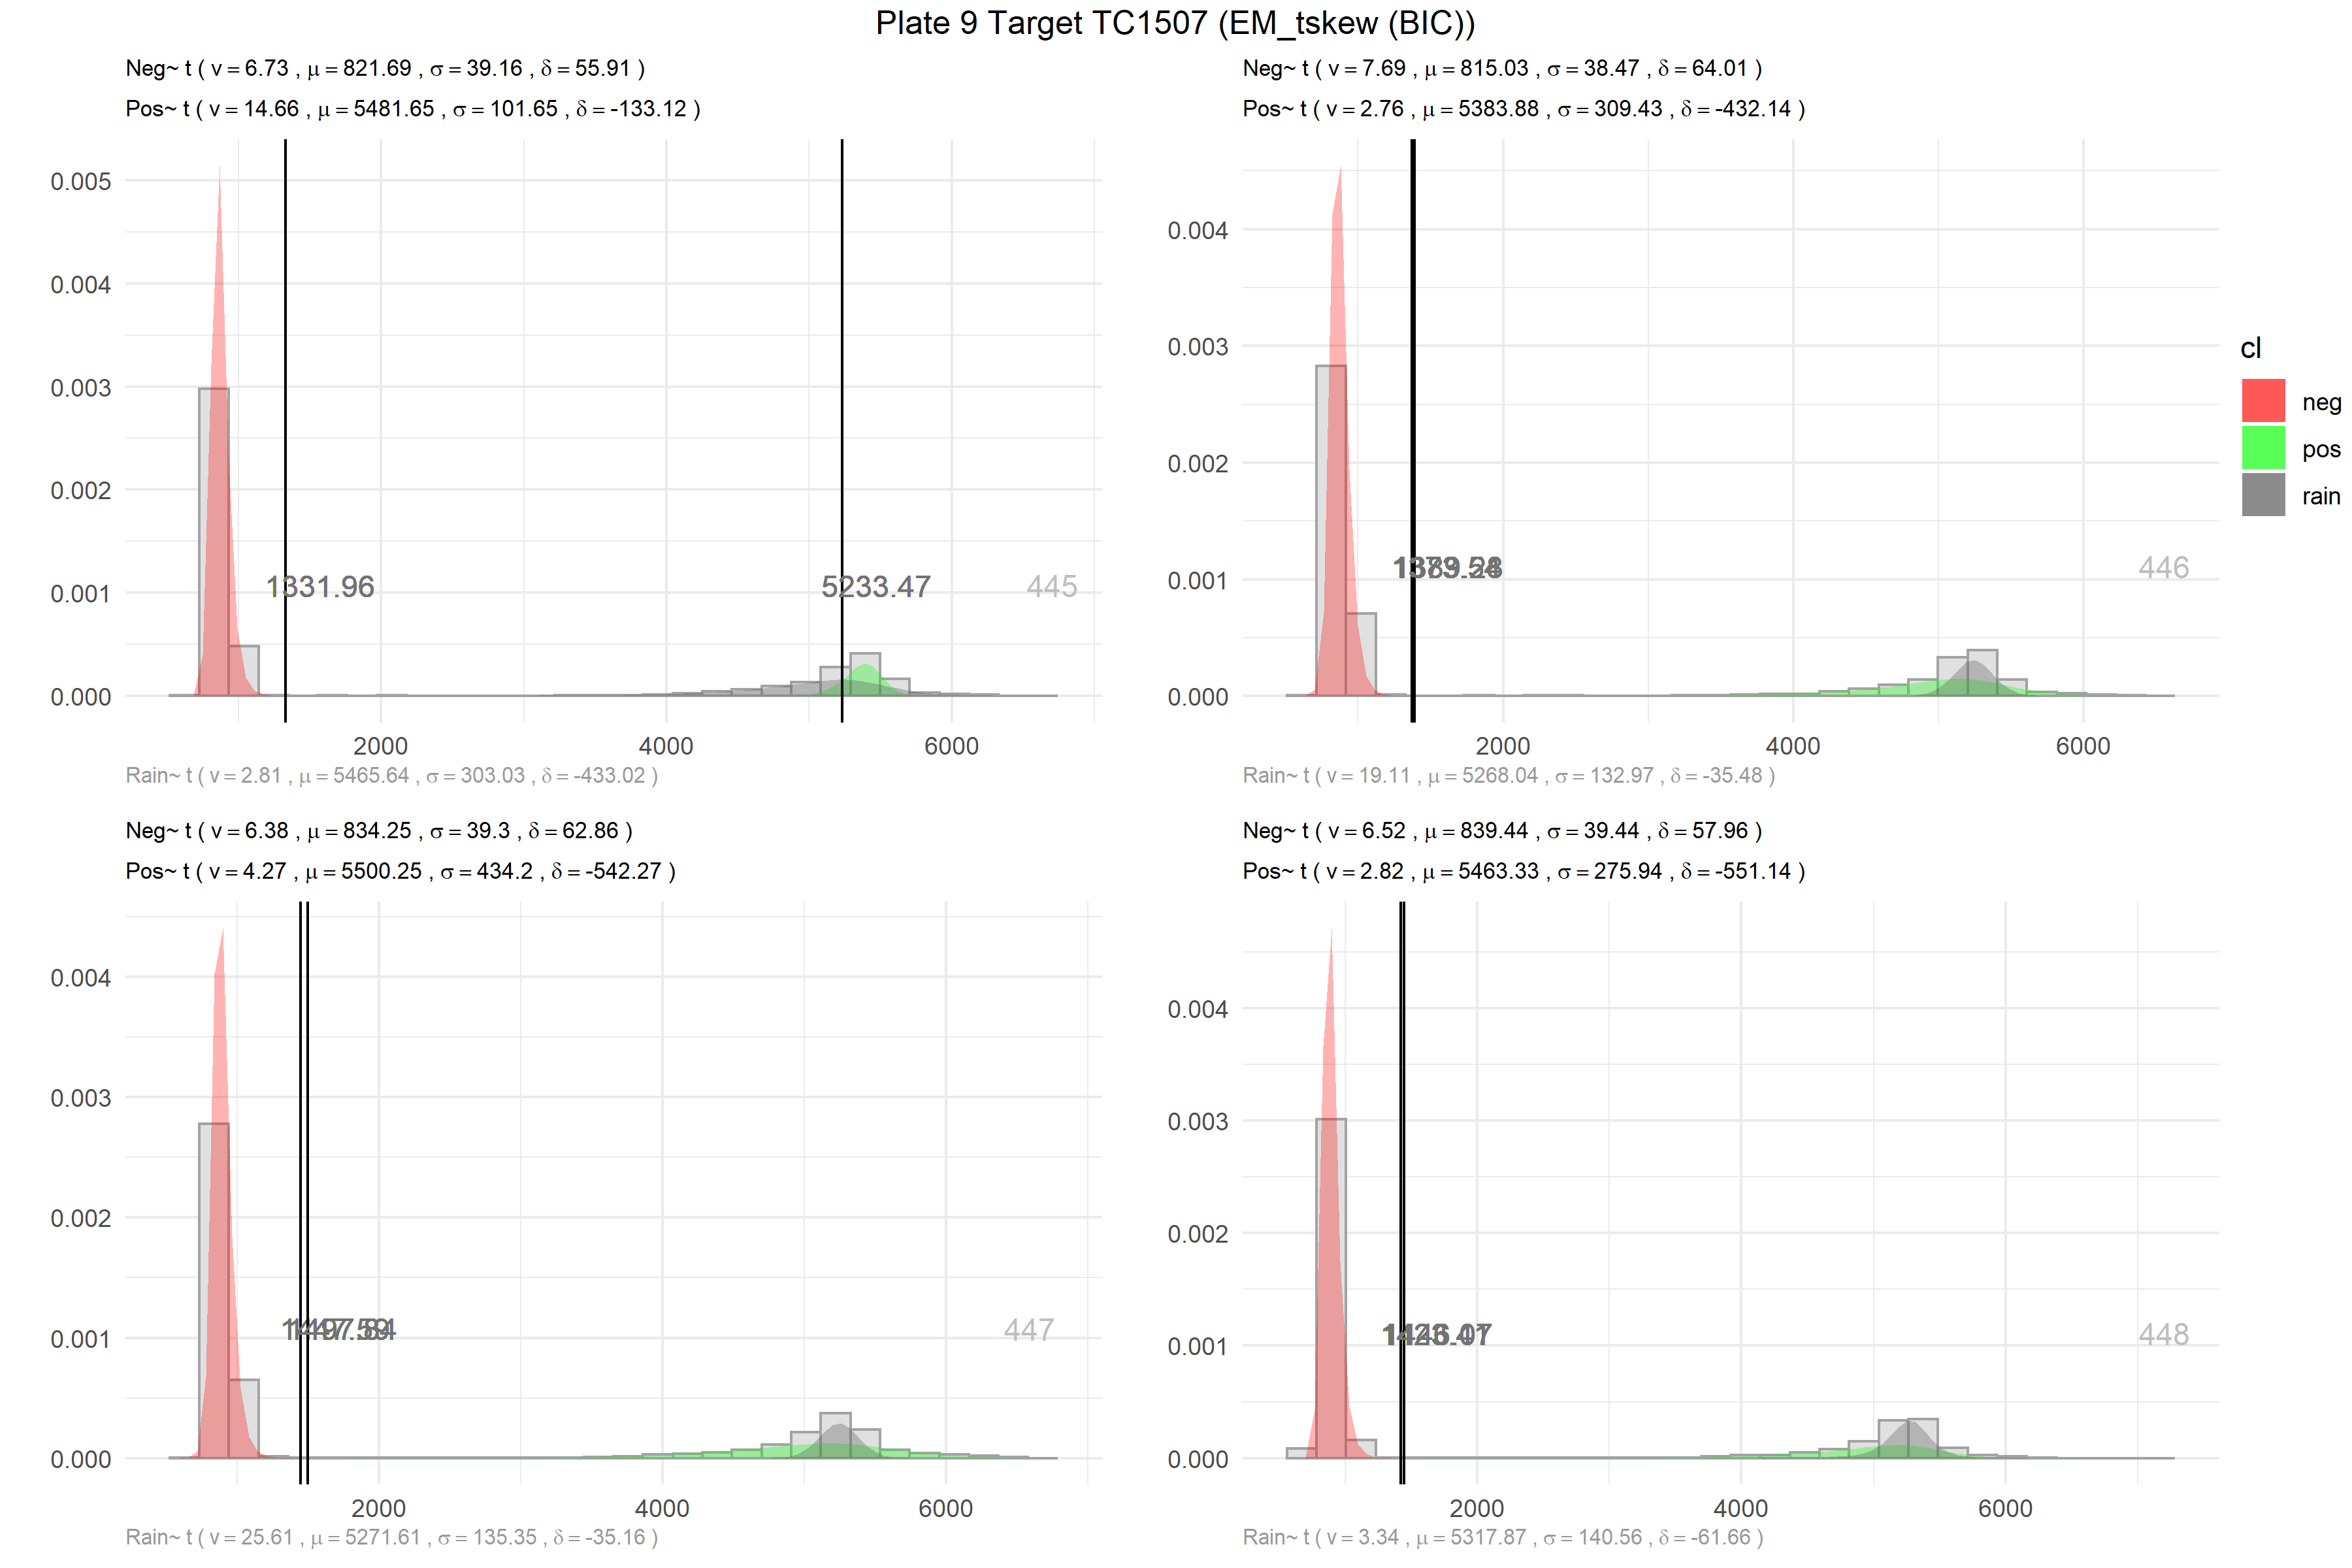 Plate 9 Target TC1507 (EM_tskew (BIC))
Neg~ t ( v = 6.73 , μ = 821.69 , σ = 39.16 , δ = 55.91 )
Pos~ t ( v = 14.66 , μ = 5481.65 , σ = 101.65 , δ = -133.12 )
0.005
0.004
0.003
0.002
0.001
0.000
1331.96
5233.47
445
2000
4000
6000
Rain~ t ( v = 2.81 , μ = 5465.64 , σ = 303.03 , δ = -433.02 )
Neg~ t ( v = 7.69 , μ = 815.03 , σ = 38.47 , δ = 64.01 )
Pos~ t ( v = 2.76 , μ = 5383.88 , σ = 309.43 , δ = -432.14 )
0.004
0.003
0.002
0.001
0.000
446
2000
4000
6000
Rain~ t ( v = 19.11 , μ = 5268.04 , σ = 132.97 , δ = -35.48 )
cl
neg
pos
rain
Neg~ t ( v = 6.38 , μ = 834.25 , σ = 39.3 , δ = 62.86 )
Pos~ t ( v = 4.27 , μ = 5500.25 , σ = 434.2 , δ = -542.27 )
0.004
0.003
0.002
0.001
0.000
447
2000
4000
6000
Rain~ t ( v = 25.61 , μ = 5271.61 , σ = 135.35 , δ = -35.16 )
Neg~ t ( v = 6.52 , μ = 839.44 , σ = 39.44 , δ = 57.96 )
Pos~ t ( v = 2.82 , μ = 5463.33 , σ = 275.94 , δ = -551.14 )
0.004
0.003
0.002
0.001
0.000
448
2000
4000
6000
Rain~ t ( v = 3.34 , μ = 5317.87 , σ = 140.56 , δ = -61.66 )